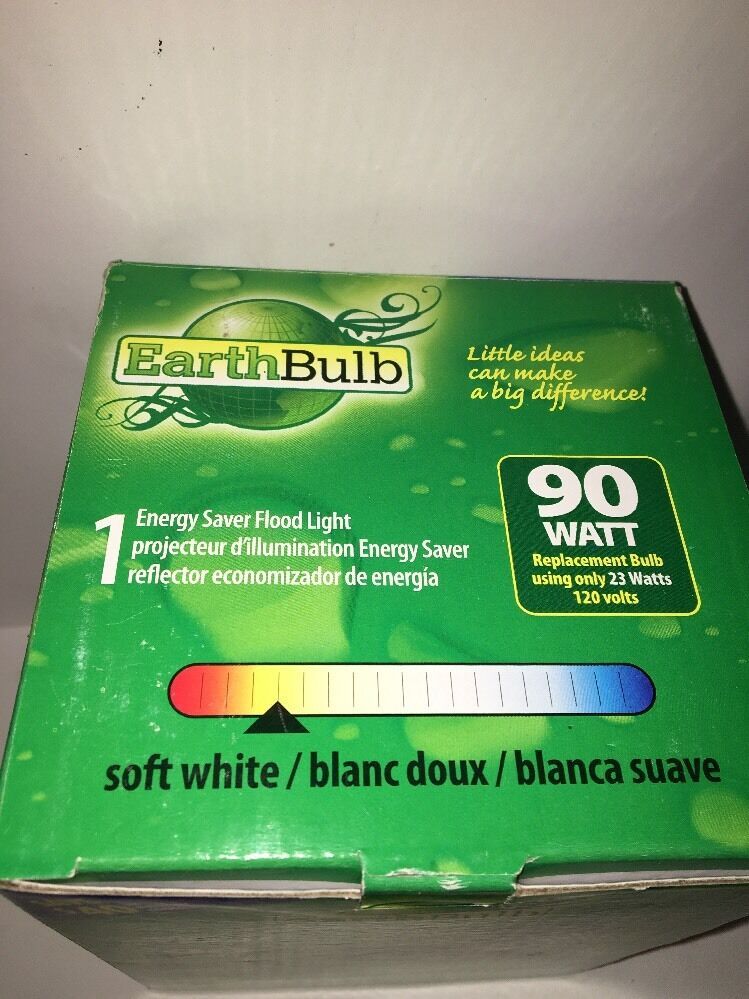 EarthBulb
Little ideas
can make
a big difference!
1
Energy Saver Flood Light
projecteur d'illumination Energy Saver
reflector economizador de energía
90
WATT
Replacement Bulb
using only 23 Watts
120 volts
soft white / blanc doux / blanca suave